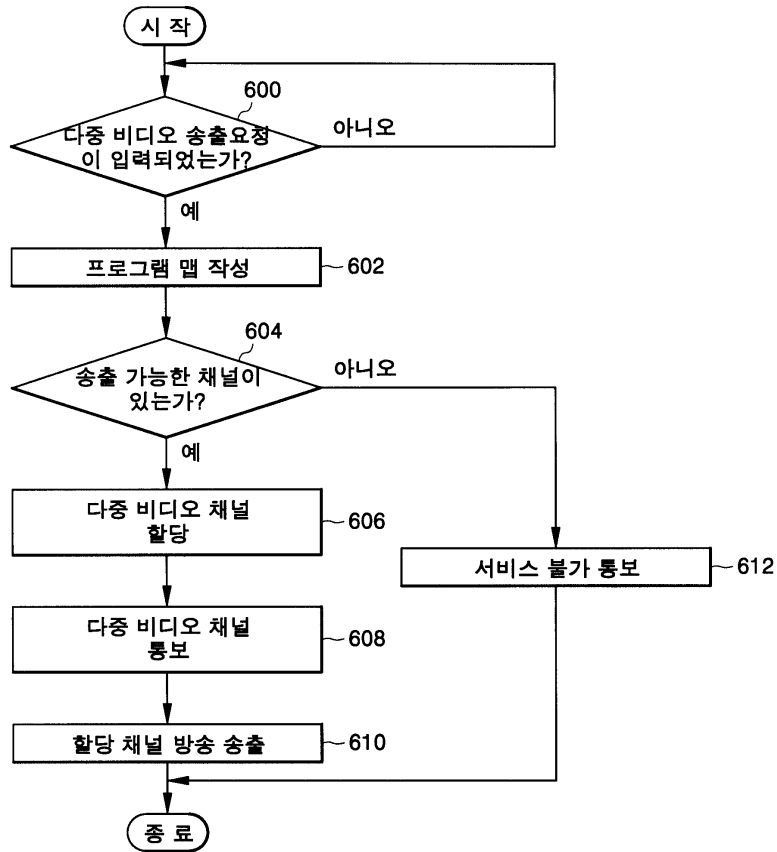 시 작
600
다중 비디오 송출요청
이 입력되었는가?
아니오
예
프로그램 맵 작성
602
604
송출 가능한 채널이
있는가?
아니오
예
다중 비디오 채널
할당
606
서비스 불가 통보
612
다중 비디오 채널
통보
608
할당 채널 방송 송출
610
종 료